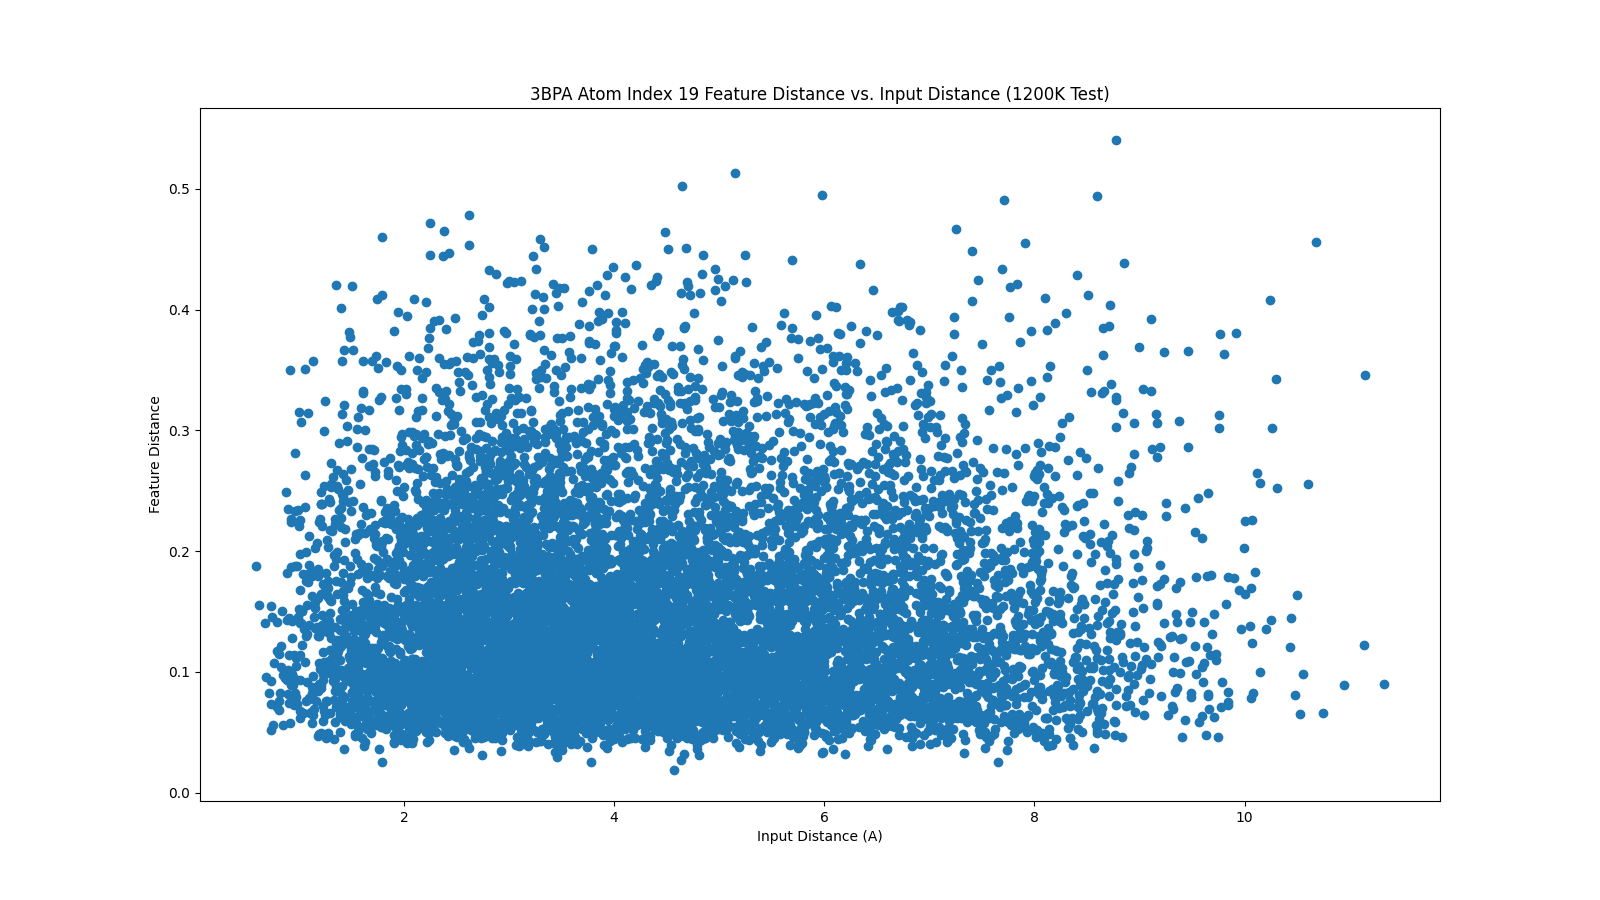 3BPA Atom Index 19 Feature Distance vs. Input Distance (1200K Test)
0.5
0.4
0.3
0.2
0.1
0.0
Feature Distance
2 4 6 8 10
Input Distance (A)